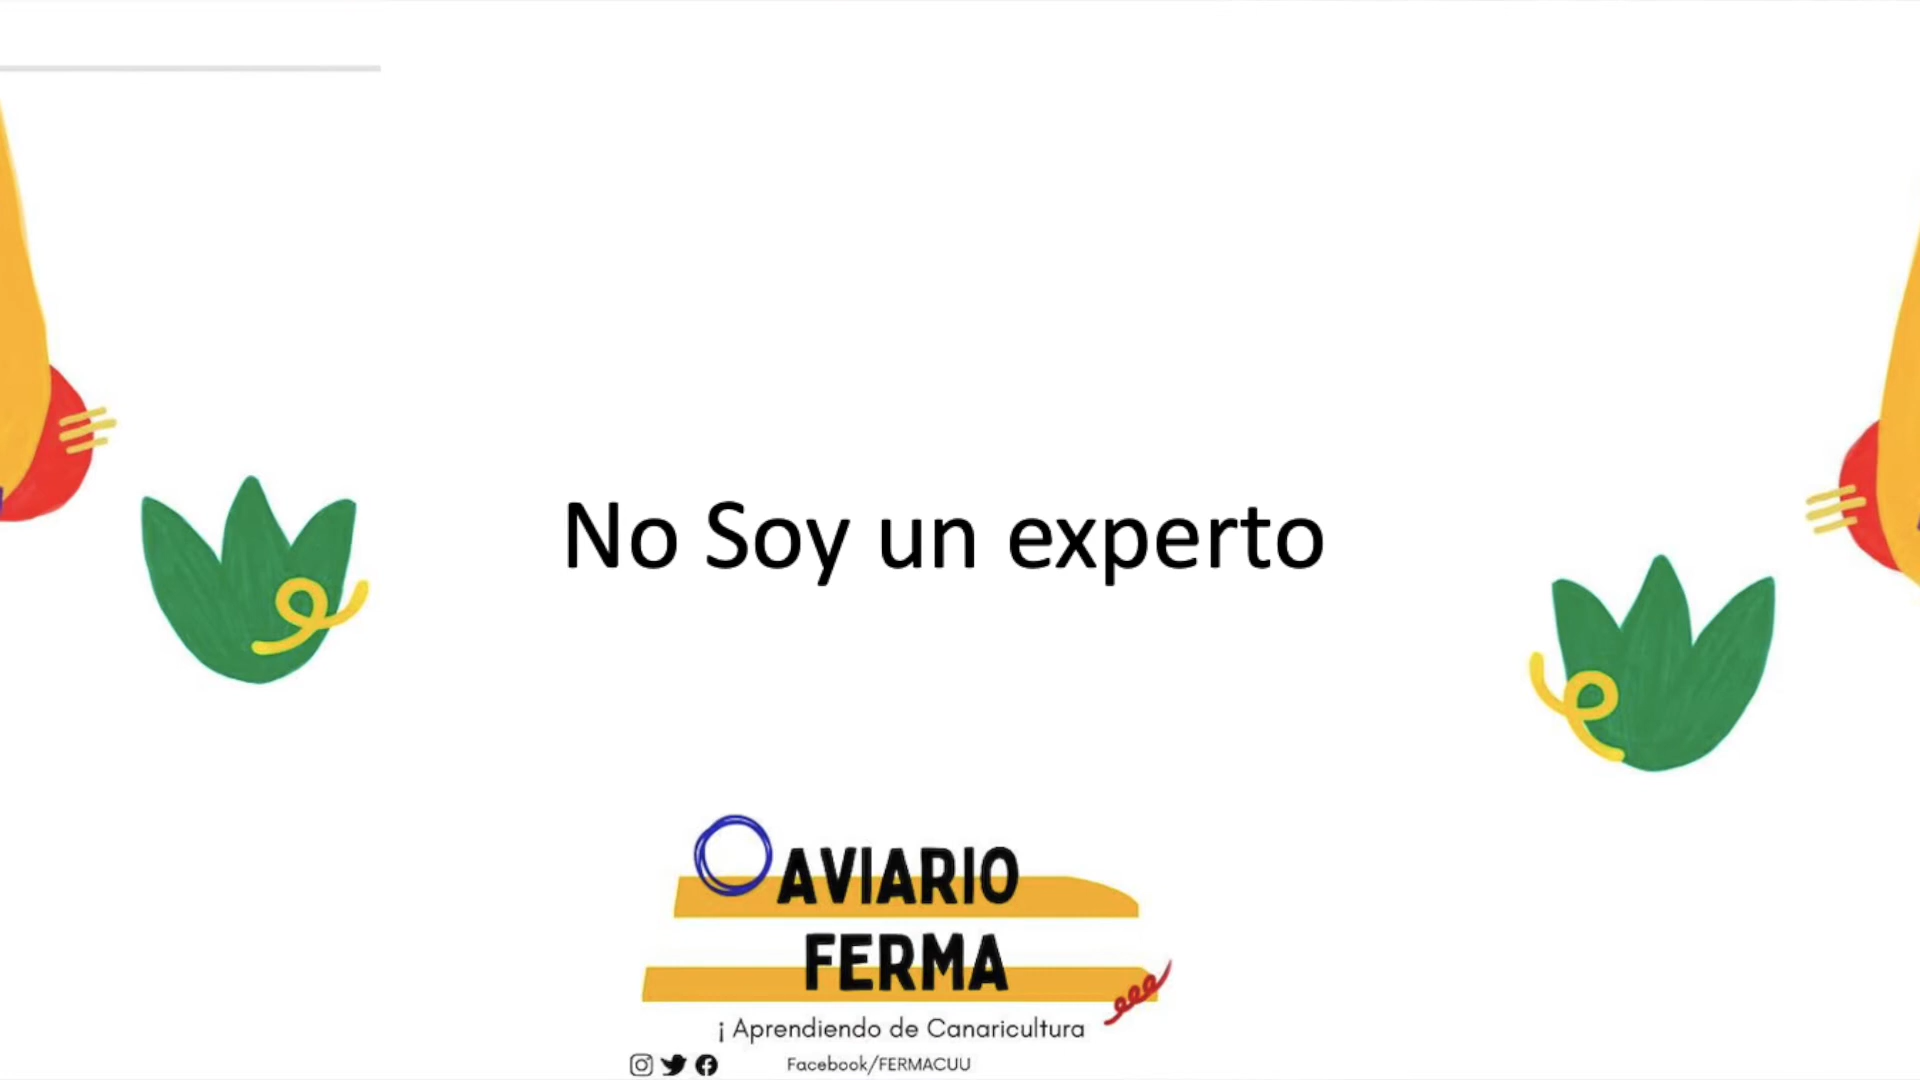 No Soy un experto
AVIARIO
FERMA
¡ Aprendiendo de Canaricultura
Facebook/FERMACUU